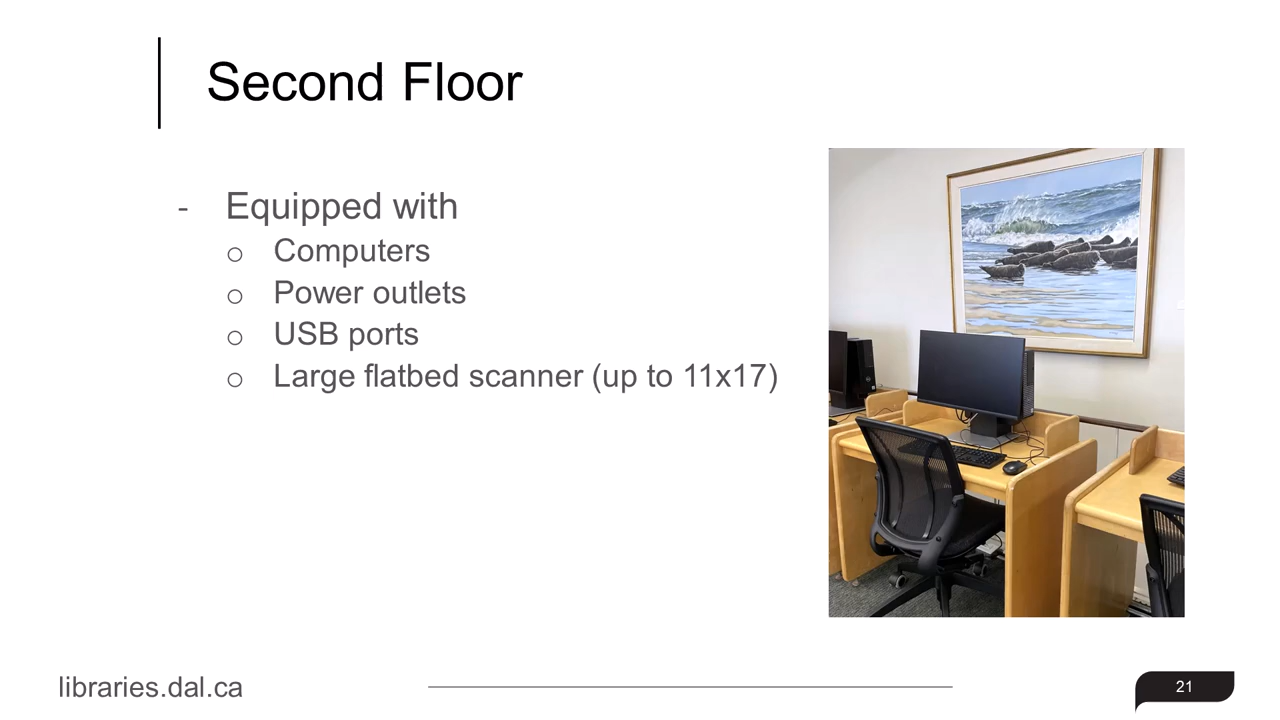 Second Floor
- Equipped with
o Computers
o Power outlets
o USB ports
o Large flatbed scanner (up to 11x17)
libraries.dal.ca
21